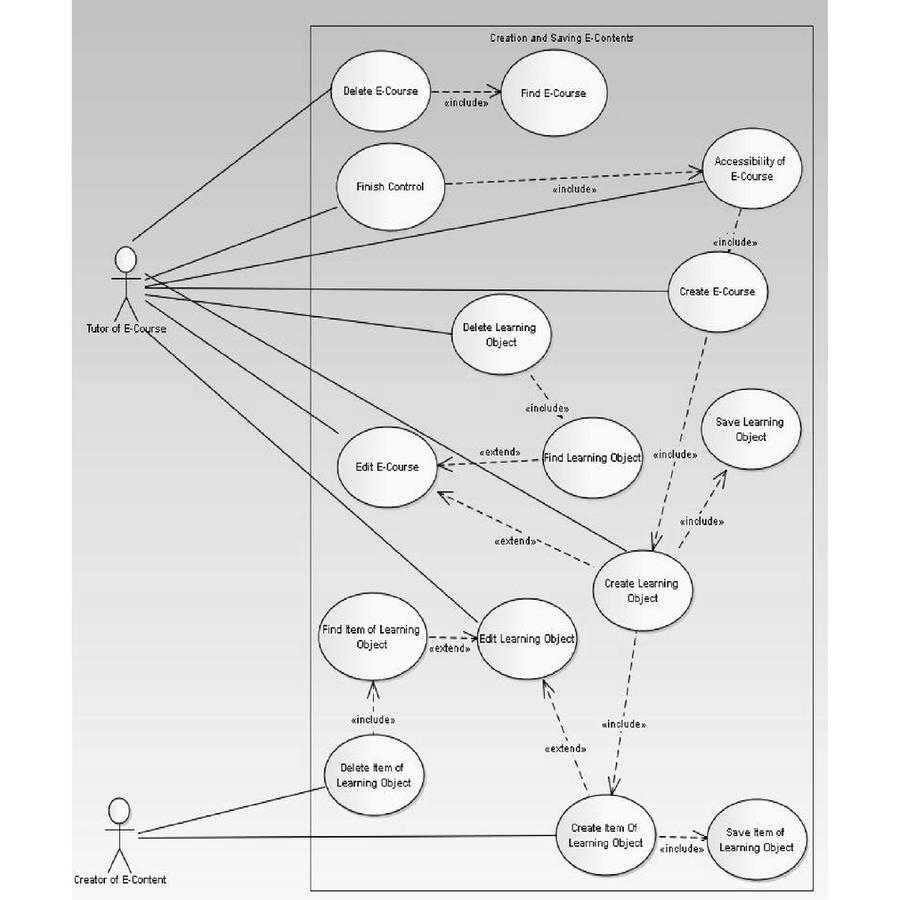 Creation and Saving E-Contents
Delete E-Course
«include»
Find E-Course
Finish Contrrol
«include»
Accessibility of
E-Course
«include»
Tutor of E-Course
Create E-Course
Delete Learning
Object
«include»
Save Learning
Object
Edit E-Course
«extend»
Find Learning Object
«include»
«include»
«extend»
Create Learning
Object
Find Item of Learning
Object
«extend»
Edit Learning Object
«include»
«include»
«extend»
Delete Item of
Learning Object
Creator of E-Content
Create Item Of
Learning Object
«include»
Save Item of
Learning Object